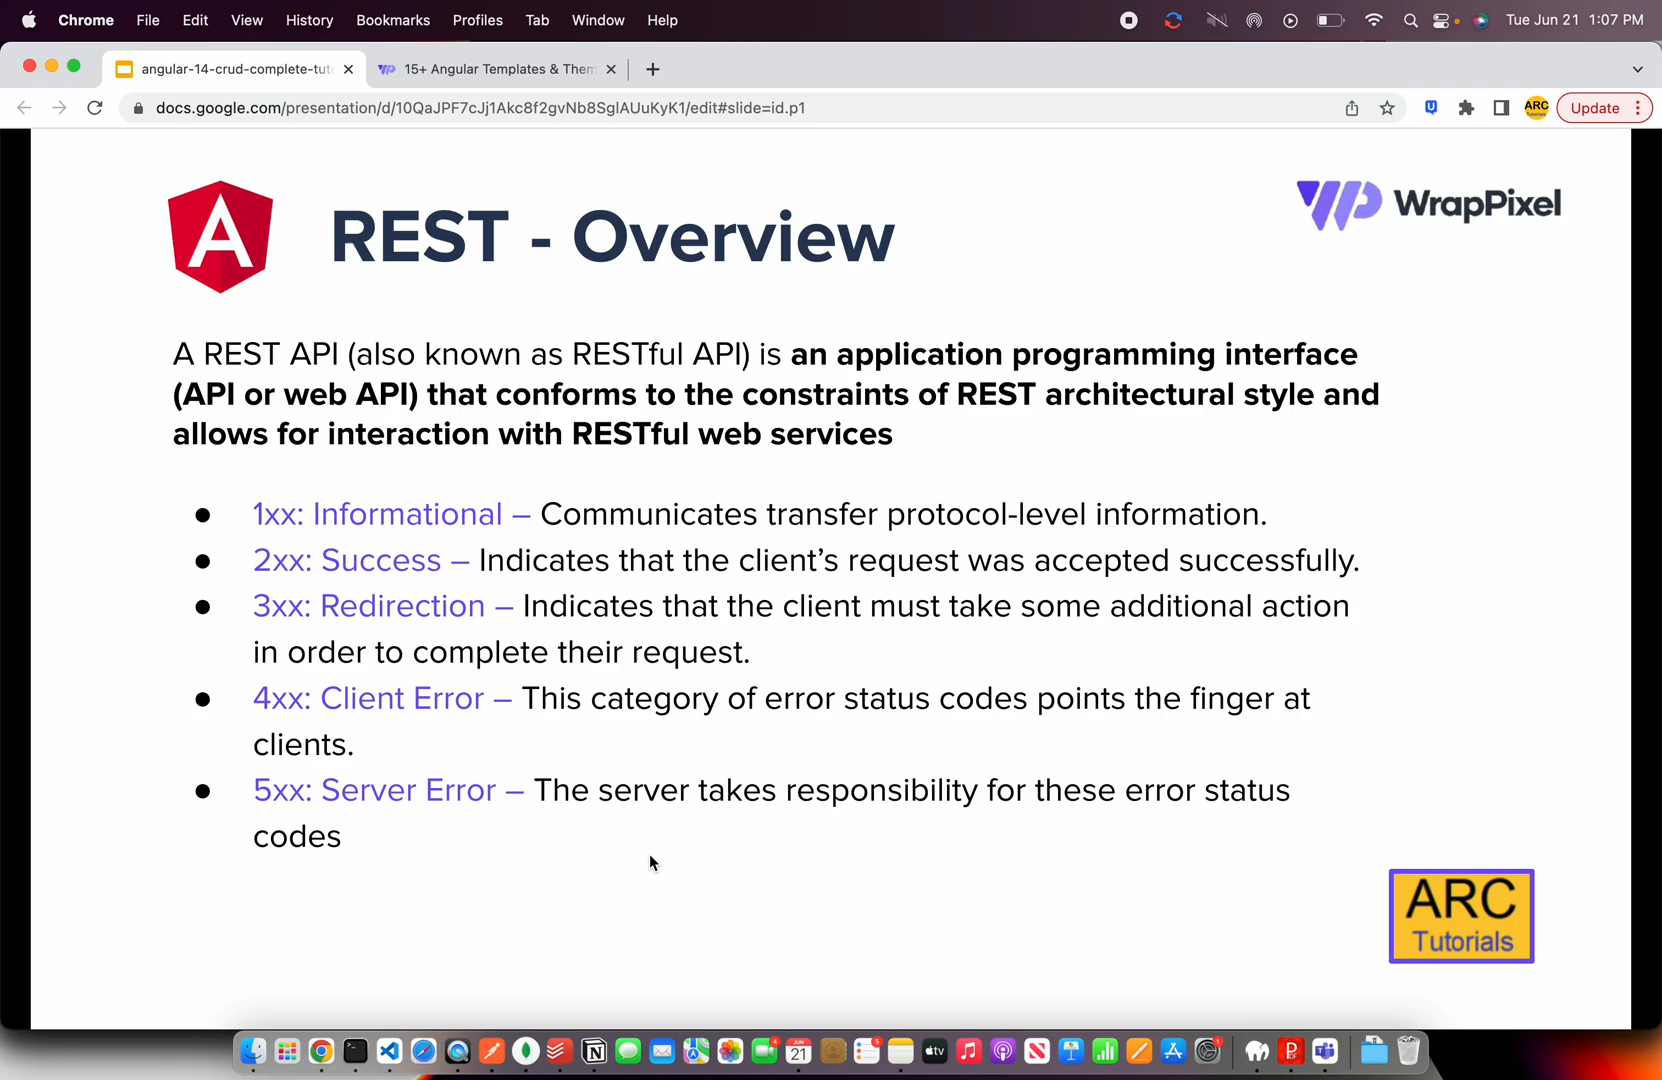 Chrome File Edit View History Bookmarks Profiles Tab Window Help Tue Jun 21 1:07 PM
angular-14-crud-complete-tut 15+ Angular Templates & Them
docs.google.com/presentation/d/10QaJPF7cJj1Akc8f2gvNb8SglAUuKyK1/edit#slide=id.p1 ARC Update
REST - Overview
WrapPixel
A REST API (also known as RESTful API) is an application programming interface
(API or web API) that conforms to the constraints of REST architectural style and
allows for interaction with RESTful web services
● 1xx: Informational – Communicates transfer protocol-level information.
● 2xx: Success – Indicates that the client’s request was accepted successfully.
● 3xx: Redirection – Indicates that the client must take some additional action
in order to complete their request.
● 4xx: Client Error – This category of error status codes points the finger at
clients.
● 5xx: Server Error – The server takes responsibility for these error status
codes
ARC
Tutorials